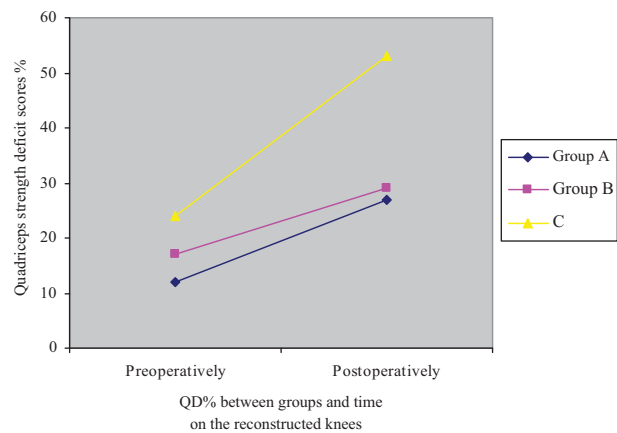 Quadriceps strength deficit scores %
60
50
40
30
20
10
0
Preoperatively Postoperatively
QD% between groups and time
on the reconstructed knees
Group A
Group B
C